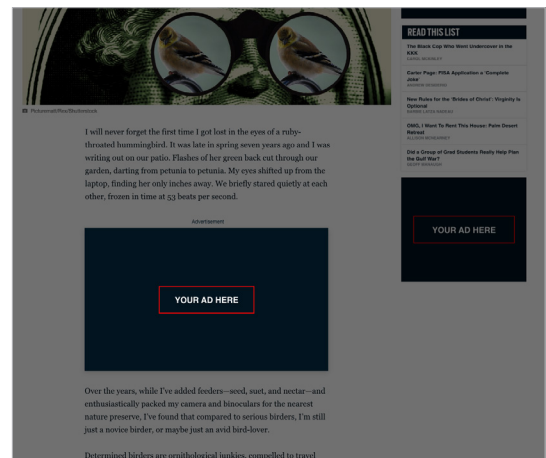 READ THIS LIST
The Black Cop Who Went Undercover in the
KKK
Carter Page: FISA Application a 'Complete
Joke'
New Rules for the 'Brides of Christ': Virginity Is
Optional
OMG, I Want To Rent This House: Palm Desert
Retreat
Did a Group of Grad Students Really Help Plan
the Gulf War?
I will never forget the first time I got lost in the eyes of a ruby-
throated hummingbird. It was late in spring seven years ago and I was
writing out on our patio. Flashes of her green back cut through our
garden, darting from petunia to petunia. My eyes shifted up from the
laptop, finding her only inches away. We briefly stared quietly at each
other, frozen in time at 53 beats per second.
Advertisement
YOUR AD HERE
YOUR AD HERE
Over the years, while I've added feeders—seed, suet, and nectar—and
enthusiastically packed my camera and binoculars for the nearest
nature preserve, I've found that compared to serious birders, I'm still
just a novice birder, or maybe just an avid bird-lover.
Determined birders are ornithological junkies, compelled to travel